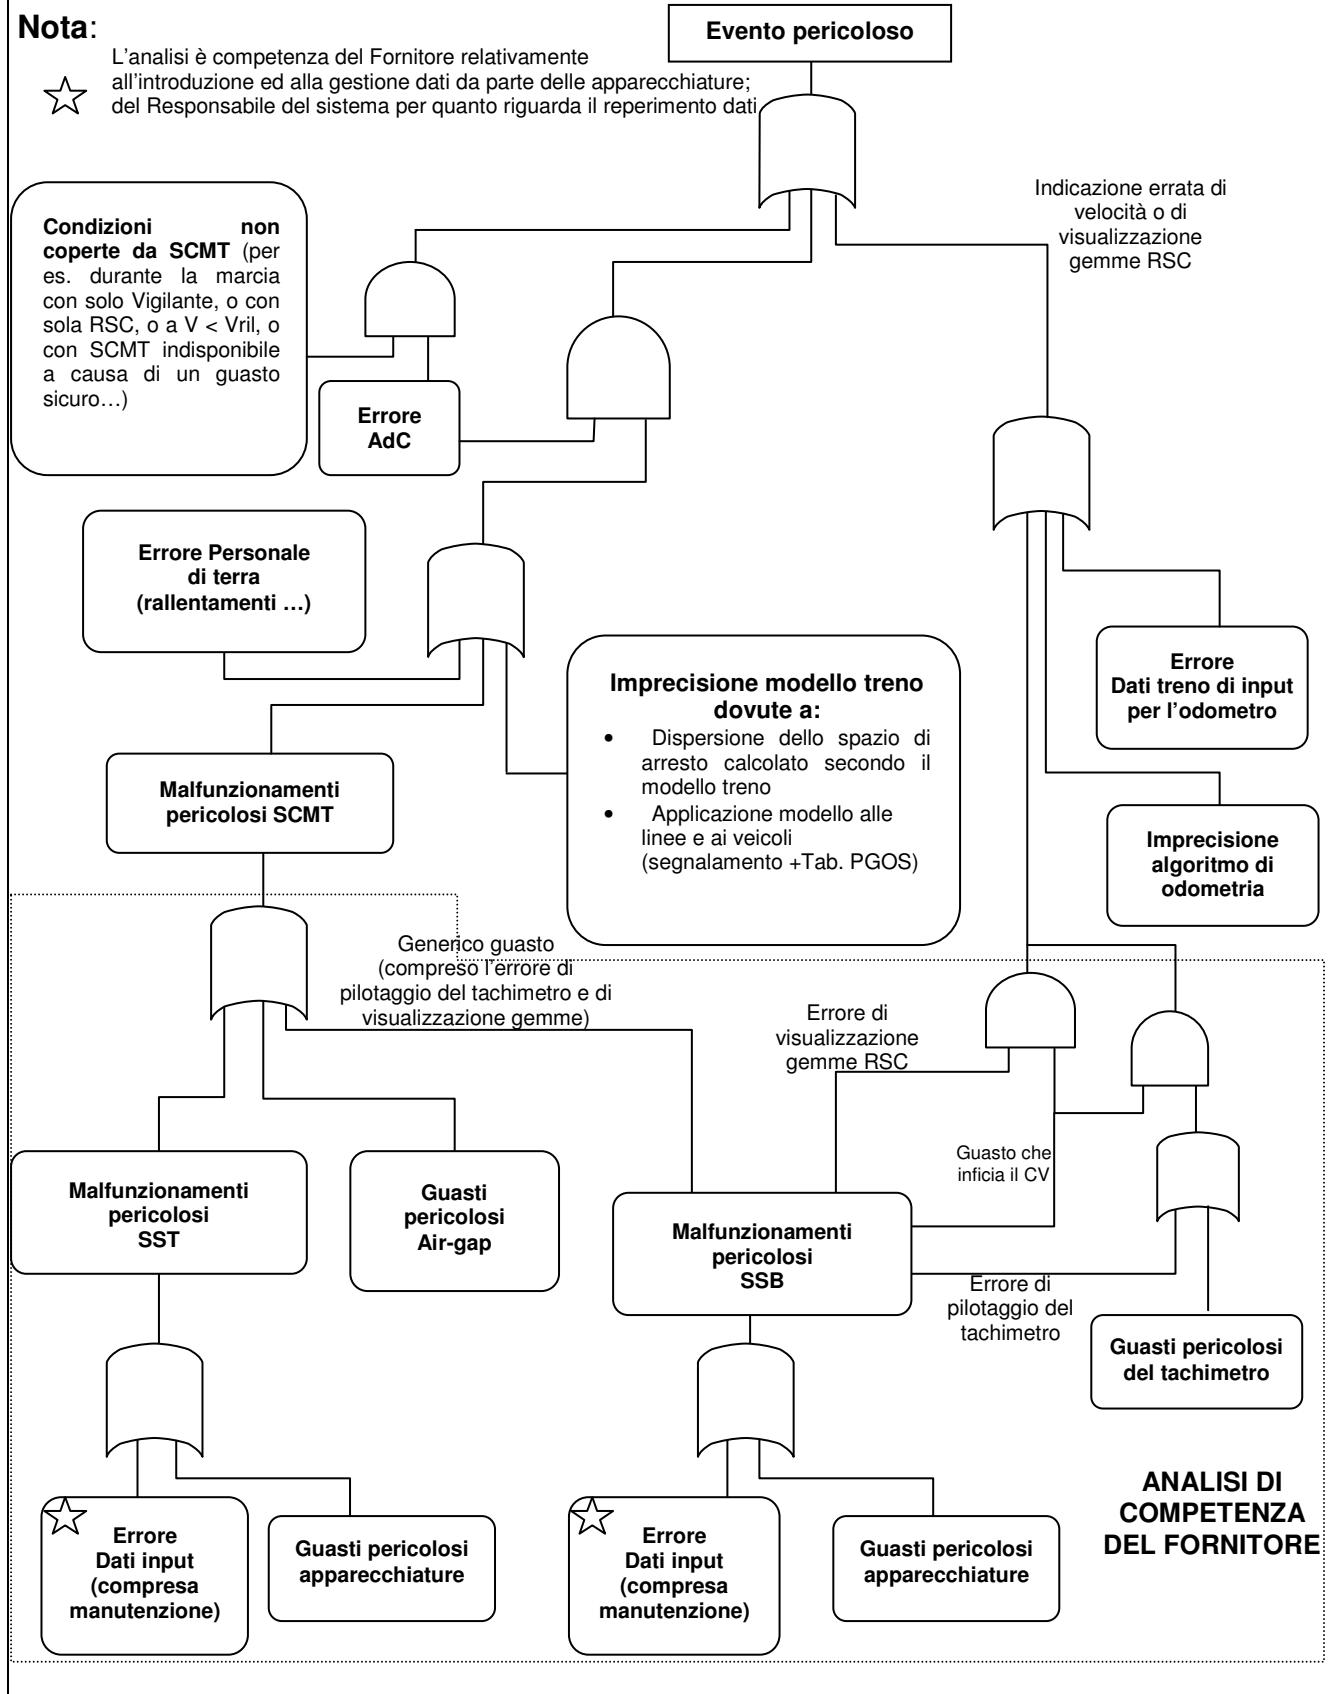 Nota:
L'analisi è competenza del Fornitore relativamente
all'introduzione ed alla gestione dati da parte delle apparecchiature;
del Responsabile del sistema per quanto riguarda il reperimento dati
Evento pericoloso
Indicazione errata di
velocità o di
visualizzazione
gemme RSC
Condizioni non
coperte da SCMT (per
es. durante la marcia
con solo Vigilante, o con
sola RSC, o a V < Vril, o
con SCMT indisponibile
a causa di un guasto
sicuro…)
Errore
AdC
Errore Personale
di terra
(rallentamenti …)
Imprecisione modello treno
dovute a:
• Dispersione dello spazio di
arresto calcolato secondo il
modello treno
• Applicazione modello alle
linee e ai veicoli
(segnalamento +Tab. PGOS)
Errore
Dati treno di input
per l'odometro
Malfunzionamenti
pericolosi SCMT
Imprecisione
algoritmo di
odometria
Generico guasto
(compreso l'errore di
pilotaggio del tachimetro e di
visualizzazione gemme)
Errore di
visualizzazione
gemme RSC
Guasto che
inficia il CV
Malfunzionamenti
pericolosi
SST
Guasti
pericolosi
Air-gap
Malfunzionamenti
pericolosi
SSB
Errore di
pilotaggio del
tachimetro
Guasti pericolosi
del tachimetro
Errore
Dati input
(compresa
manutenzione)
Guasti pericolosi
apparecchiature
Errore
Dati input
(compresa
manutenzione)
Guasti pericolosi
apparecchiature
ANALISI DI
COMPETENZA
DEL FORNITORE